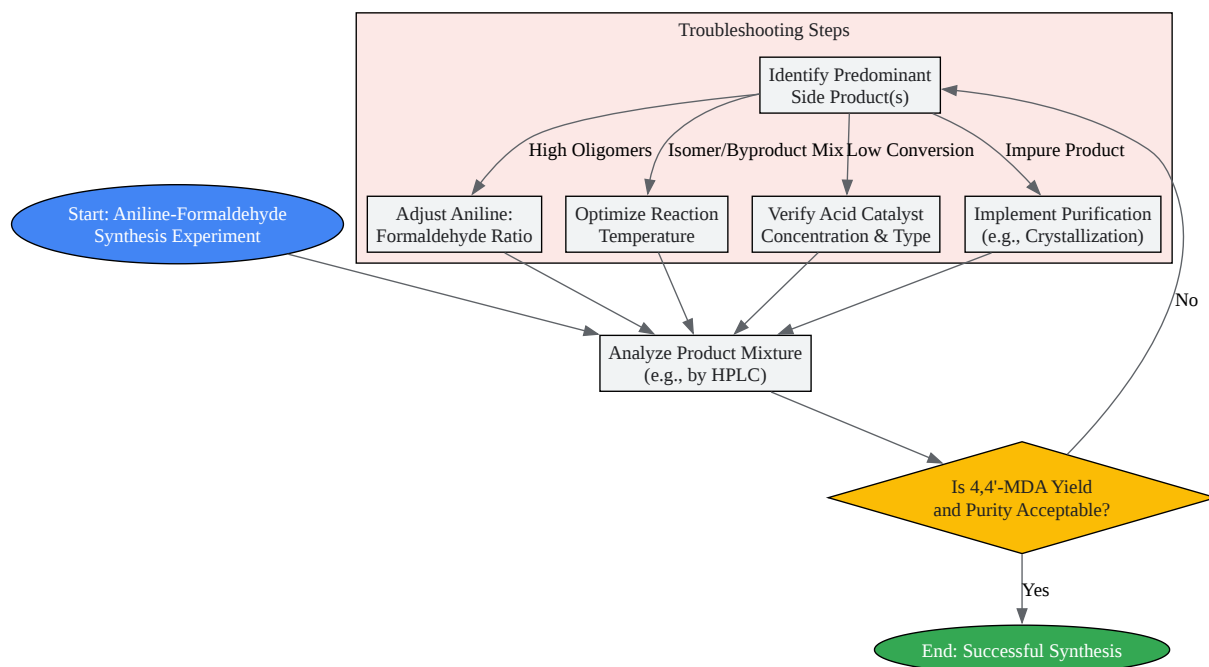 Troubleshooting Steps
Identify Predominant
Side Product(s)
High Oligomers
Isomer/Byproduct Mix
Low Conversion
Impure Product
Start: Aniline-Formaldehyde
Synthesis Experiment
Adjust Aniline:
Formaldehyde Ratio
Optimize Reaction
Temperature
Verify Acid Catalyst
Concentration & Type
Implement Purification
(e.g., Crystallization)
No
Analyze Product Mixture
(e.g., by HPLC)
Is 4,4'-MDA Yield
and Purity Acceptable?
Yes
End: Successful Synthesis